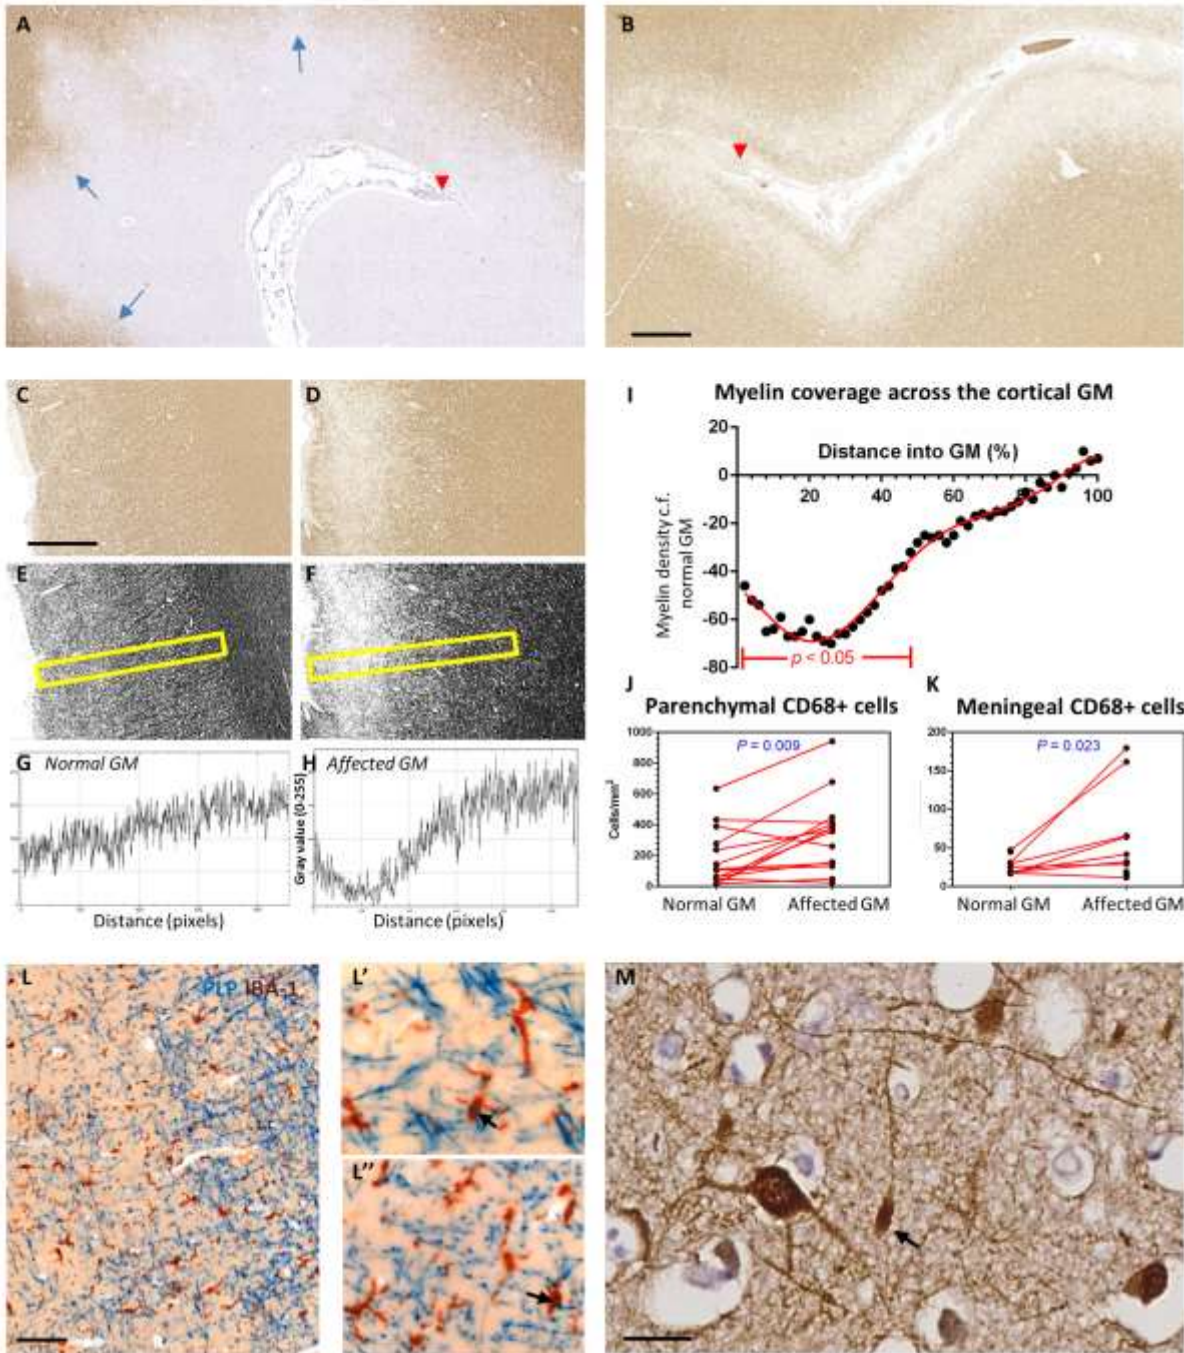 A
B
C
D
E
F
I
Myelin coverage across the cortical GM
Distance into GM (%)
Myelin density c.f.
normal GM
20
0
-20
-40
-60
-80
20
40
60
80
100
p < 0.05
G
Normal GM
H
Affected GM
Gray value (0-255)
Distance (pixels)
Distance (pixels)
J
Parenchymal CD68+ cells
P = 0.009
Cells/mm²
1000
800
600
400
200
0
Normal GM
Affected GM
K
Meningeal CD68+ cells
P = 0.023
200
150
100
50
0
Normal GM
Affected GM
L
PLP IBA-1
L'
L''
M